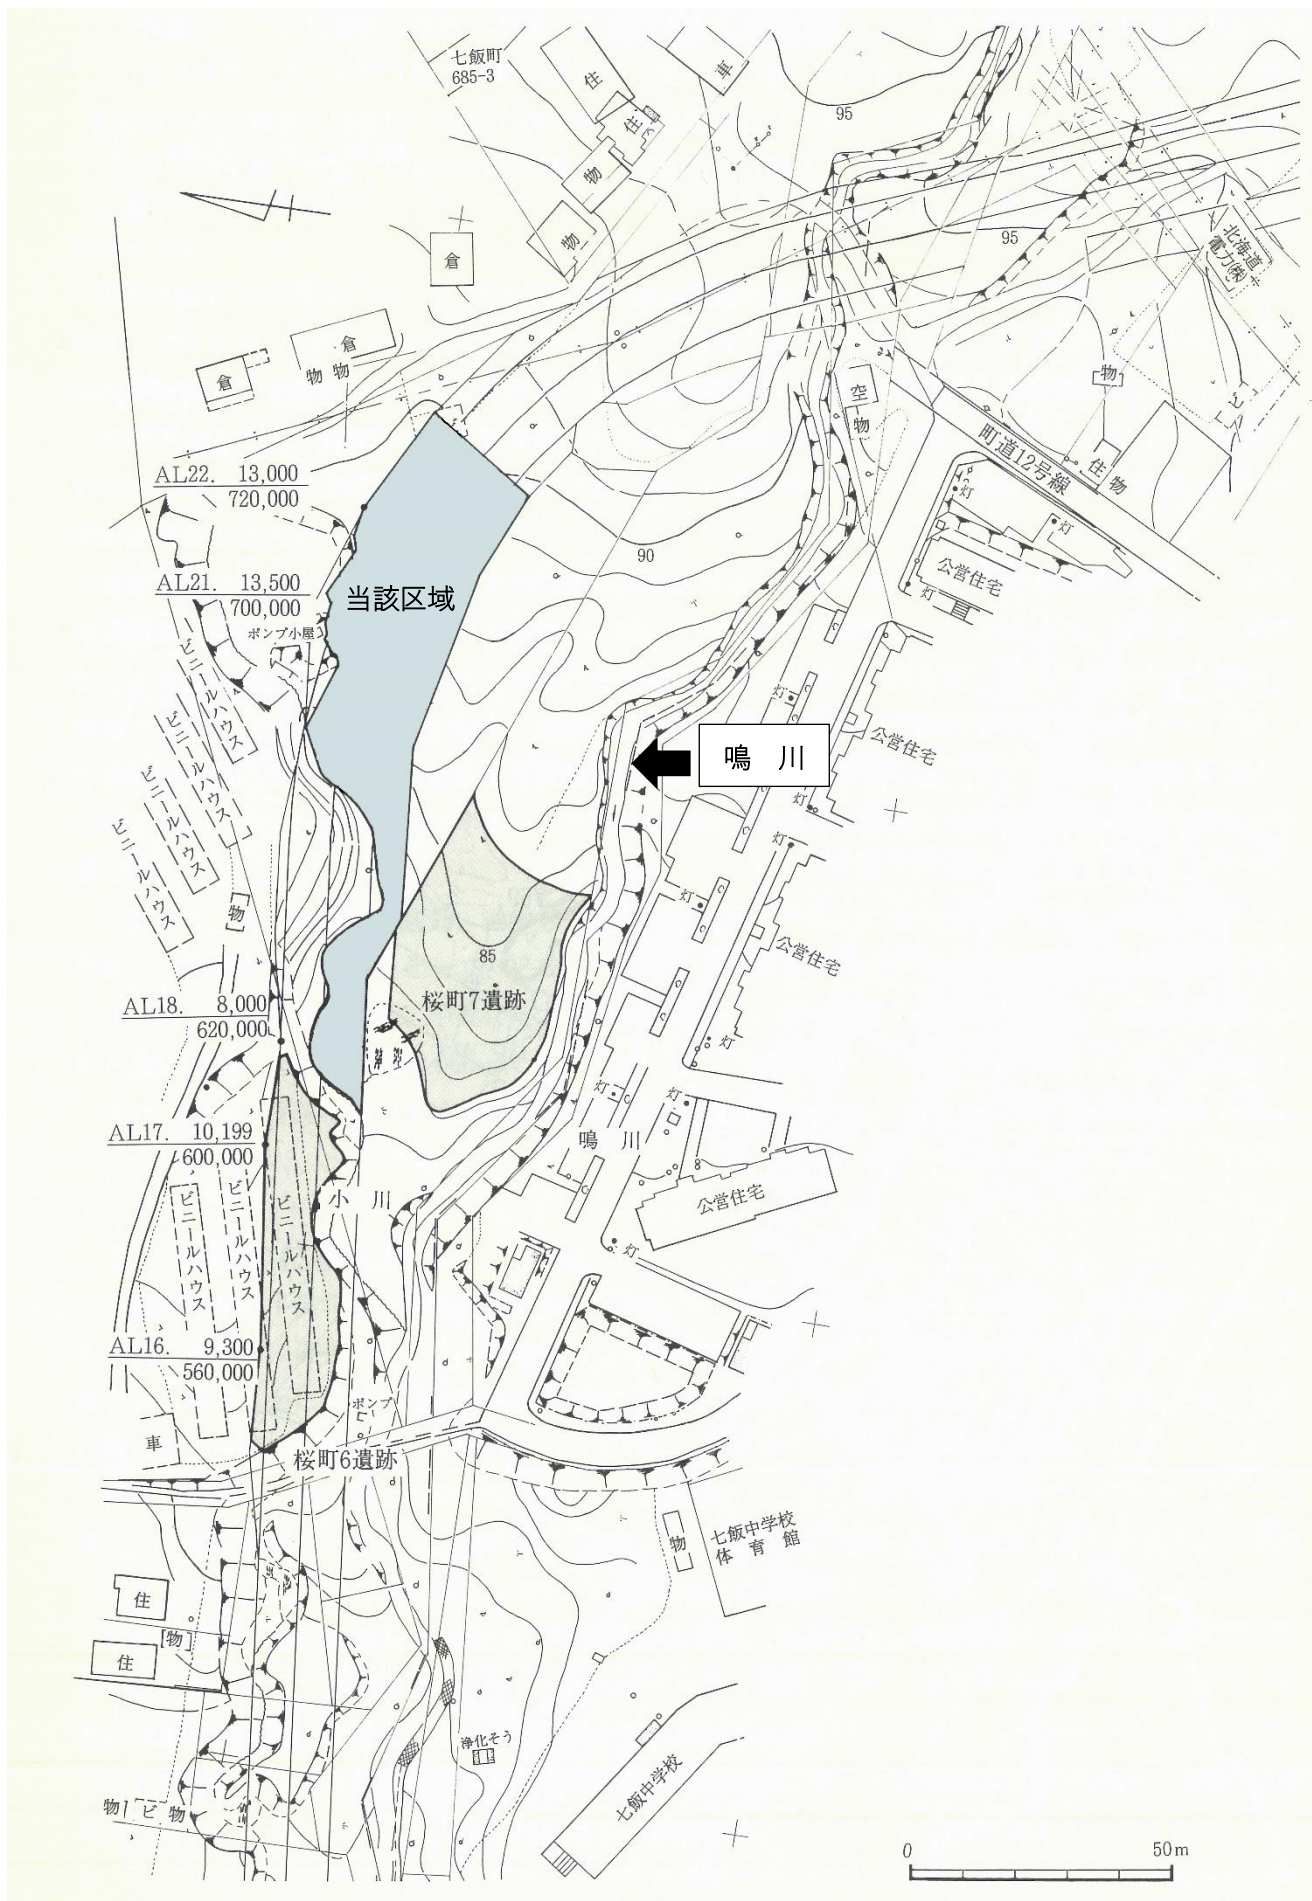 七飯町
685-3
住
車
住
物
物
倉
95
95
北海道
電力㈱
倉
倉
物 物
空
物
物
ビ
町道12号線
住
物
灯
灯
公営住宅
灯
90
AL22. 13,000
720,000
AL21. 13,500
700,000
ポンプ小屋
当該区域
ビニールハウス
ビニールハウス
ビニールハウス
ビニールハウス
灯
鳴 川
公営住宅
灯
灯
灯
公営住宅
[物]
85
桜町7遺跡
AL18. 8,000
620,000
灯
灯
灯
鳴 川
AL17. 10,199
600,000
ビニールハウス
ビニールハウス
ビニールハウス
小 川
公営住宅
灯
AL16. 9,300
560,000
ポンプ
車
桜町6遺跡
物
七飯中学校
体 育 館
住
[物]
住
浄化そう
七飯中学校
物
ビ 物
0
50m